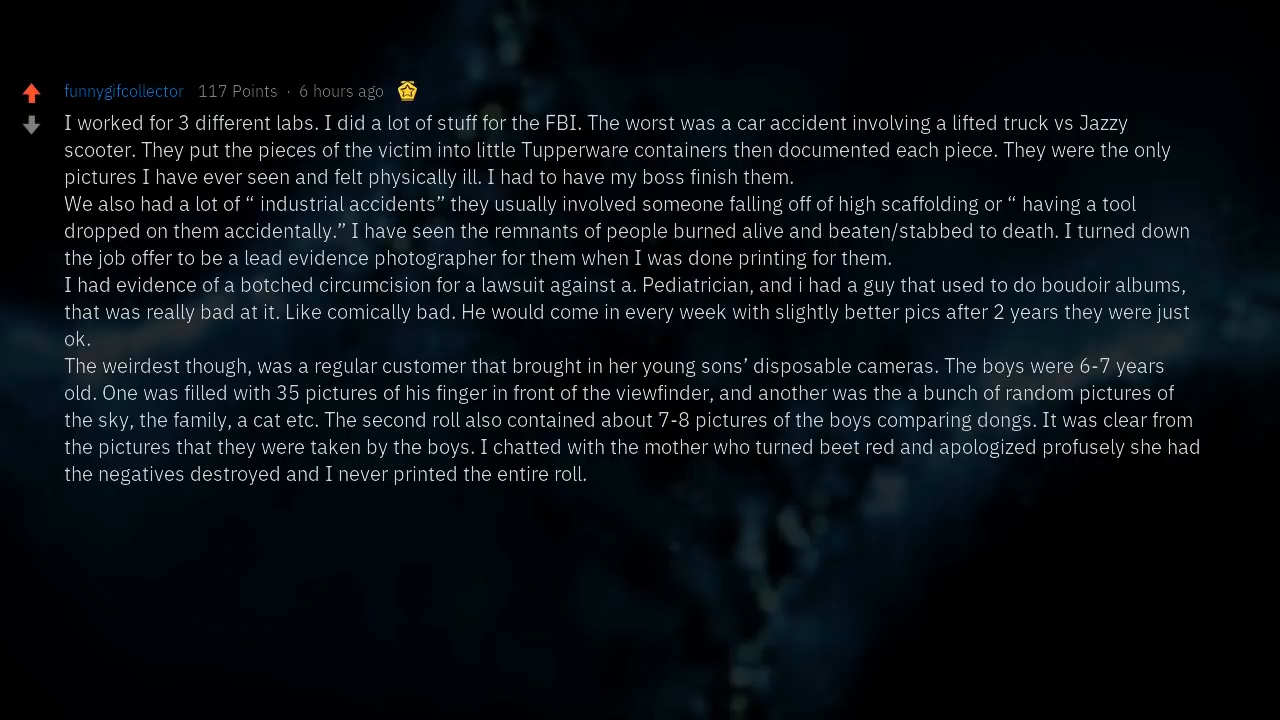 funnygifcollector 117 Points · 6 hours ago
I worked for 3 different labs. I did a lot of stuff for the FBI. The worst was a car accident involving a lifted truck vs Jazzy
scooter. They put the pieces of the victim into little Tupperware containers then documented each piece. They were the only
pictures I have ever seen and felt physically ill. I had to have my boss finish them.
We also had a lot of “ industrial accidents” they usually involved someone falling off of high scaffolding or “ having a tool
dropped on them accidentally.” I have seen the remnants of people burned alive and beaten/stabbed to death. I turned down
the job offer to be a lead evidence photographer for them when I was done printing for them.
I had evidence of a botched circumcision for a lawsuit against a. Pediatrician, and i had a guy that used to do boudoir albums,
that was really bad at it. Like comically bad. He would come in every week with slightly better pics after 2 years they were just
ok.
The weirdest though, was a regular customer that brought in her young sons’ disposable cameras. The boys were 6-7 years
old. One was filled with 35 pictures of his finger in front of the viewfinder, and another was the a bunch of random pictures of
the sky, the family, a cat etc. The second roll also contained about 7-8 pictures of the boys comparing dongs. It was clear from
the pictures that they were taken by the boys. I chatted with the mother who turned beet red and apologized profusely she had
the negatives destroyed and I never printed the entire roll.